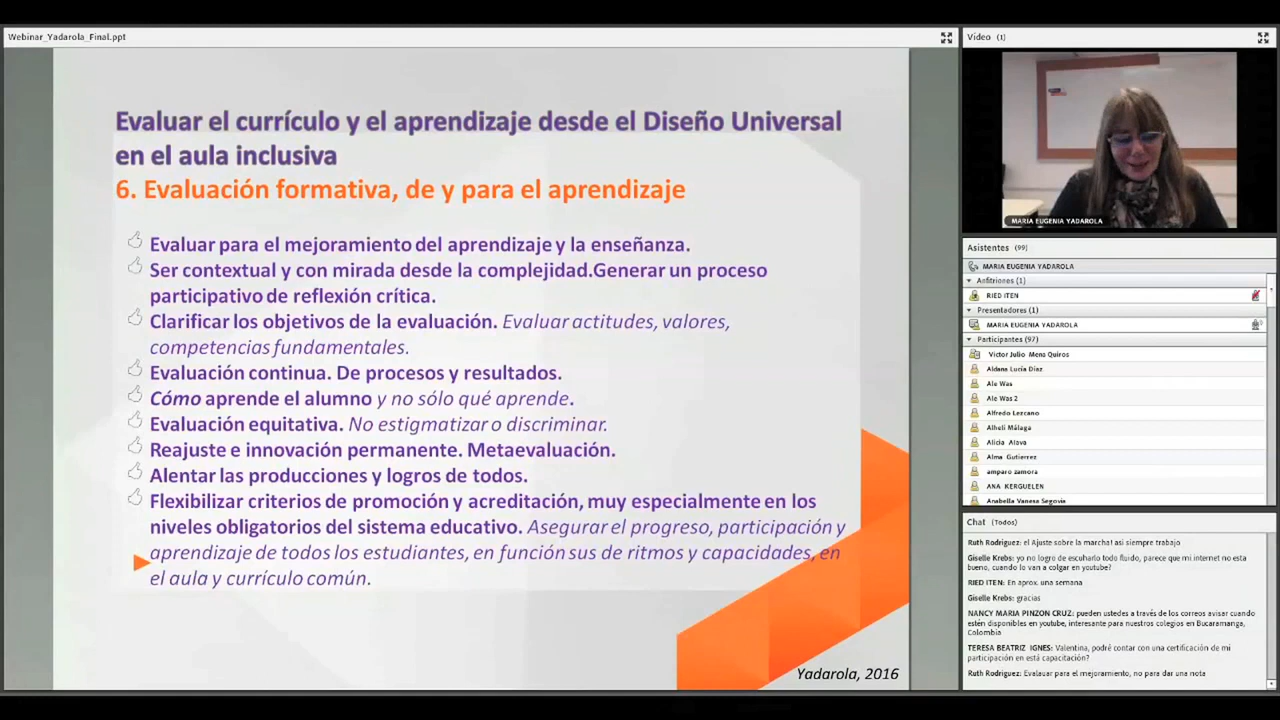 Webinar_Yadarola_Final.ppt
Evaluar el currículo y el aprendizaje desde el Diseño Universal
en el aula inclusiva
6. Evaluación formativa, de y para el aprendizaje
Evaluar para el mejoramiento del aprendizaje y la enseñanza.
Ser contextual y con mirada desde la complejidad.Generar un proceso
participativo de reflexión crítica.
Clarificar los objetivos de la evaluación. Evaluar actitudes, valores,
competencias fundamentales.
Evaluación continua. De procesos y resultados.
Cómo aprende el alumno y no sólo qué aprende.
Evaluación equitativa. No estigmatizar o discriminar.
Reajuste e innovación permanente. Metaevaluación.
Alentar las producciones y logros de todos.
Flexibilizar criterios de promoción y acreditación, muy especialmente en los
niveles obligatorios del sistema educativo. Asegurar el progreso, participación y
aprendizaje de todos los estudiantes, en función sus de ritmos y capacidades, en
el aula y currículo común.
Yadarola, 2016
Vídeo (1)
MARIA EUGENIA YADAROLA
Asistentes (99)
MARIA EUGENIA YADAROLA
Anfitriones (1)
RIED ITEN
Presentadores (1)
MARIA EUGENIA YADAROLA
Participantes (97)
Víctor Julio Mena Quiros
Aldana Lucía Díaz
Ale Was
Ale Was 2
Alfredo Lezcano
Alhelí Málaga
Alicia Alava
Alma Gutierrez
amparo zamora
ANA KERGUELEN
Anabella Vanesa Segovia
Chat (Todos)
Ruth Rodriguez: el Ajuste sobre la marcha! asi siempre trabajo
Giselle Krebs: yo no logro de escuharlo todo fluido, parece que mi internet no esta
bueno, cuando lo van a colgar en youtube?
RIED ITEN: En aprox. una semana
Giselle Krebs: gracias
NANCY MARIA PINZON CRUZ: pueden ustedes a través de los correos avisar cuando
estén disponibles en youtube, interesante para nuestros colegios en Bucaramanga,
Colombia
TERESA BEATRIZ IGNES: Valentina, podré contar con una certificación de mi
participación en está capacitación?
Ruth Rodriguez: Evalauar para el mejoramiento, no para dar una nota